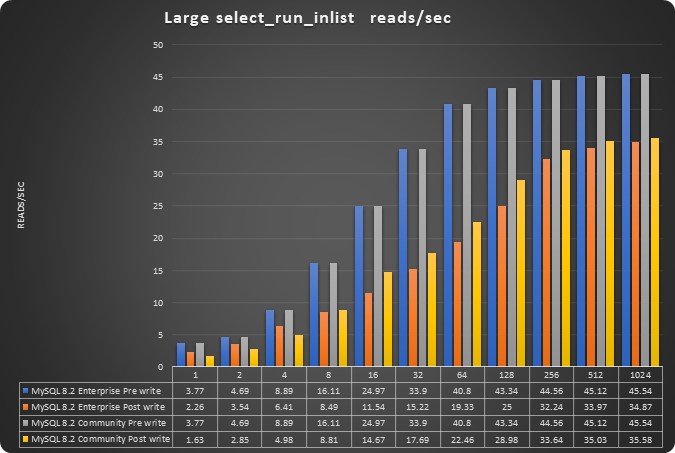 Large select_run_inlist reads/sec
50
45
40
35
30
25
20
15
10
5
0
READS/SEC
1 2 4 8 16 32 64 128 256 512 1024
MySQL 8.2 Enterprise Pre write 3.77 4.69 8.89 16.11 24.97 33.9 40.8 43.34 44.56 45.12 45.54
MySQL 8.2 Enterprise Post write 2.26 3.54 6.41 8.49 11.54 15.22 19.33 25 32.24 33.97 34.87
MySQL 8.2 Community Pre write 3.77 4.69 8.89 16.11 24.97 33.9 40.8 43.34 44.56 45.12 45.54
MySQL 8.2 Community Post write 1.63 2.85 4.98 8.81 14.67 17.69 22.46 28.98 33.64 35.03 35.58